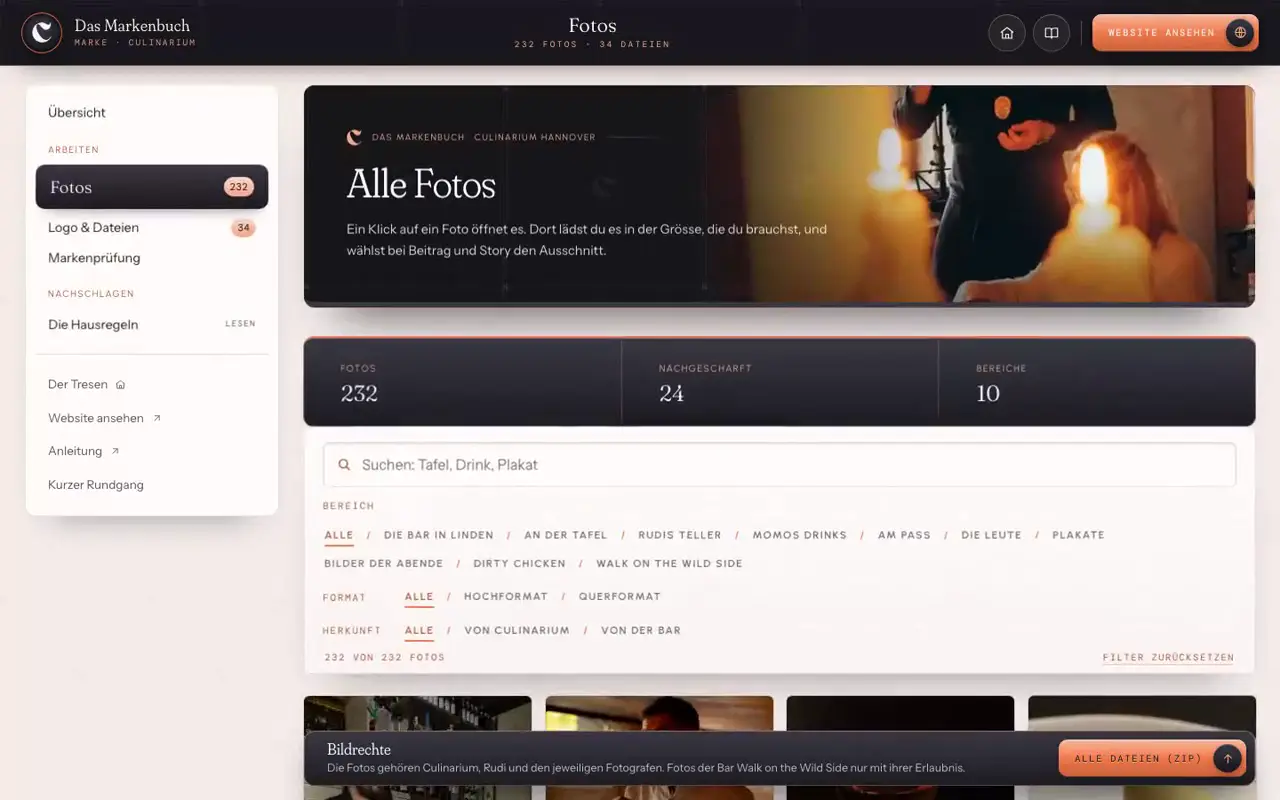 Das Markenbuch
MARKE · CULINARIUM
Fotos
232 FOTOS · 34 DATEIEN
WEBSITE ANSEHEN
Übersicht
ARBEITEN
Fotos 232
Logo & Dateien 34
Markenprüfung
NACHSCHLAGEN
Die Hausregeln LESEN
Der Tresen
Website ansehen ↗
Anleitung ↗
Kurzer Rundgang
DAS MARKENBUCH CULINARIUM HANNOVER
Alle Fotos
Ein Klick auf ein Foto öffnet es. Dort lädst du es in der Grösse, die du brauchst, und
wählst bei Beitrag und Story den Ausschnitt.
FOTOS
232
NACHGESCHARFT
24
BEREICHE
10
Suchen: Tafel, Drink, Plakat
BEREICH
ALLE / DIE BAR IN LINDEN / AN DER TAFEL / RUDIS TELLER / MOMOS DRINKS / AM PASS / DIE LEUTE / PLAKATE
BILDER DER ABENDE / DIRTY CHICKEN / WALK ON THE WILD SIDE
FORMAT ALLE / HOCHFORMAT / QUERFORMAT
HERKUNFT ALLE / VON CULINARIUM / VON DER BAR
232 VON 232 FOTOS
FILTER ZURÜCKSETZEN
Bildrechte
Die Fotos gehören Culinarium, Rudi und den jeweiligen Fotografen. Fotos der Bar Walk on the Wild Side nur mit ihrer Erlaubnis.
ALLE DATEIEN (ZIP) ↑